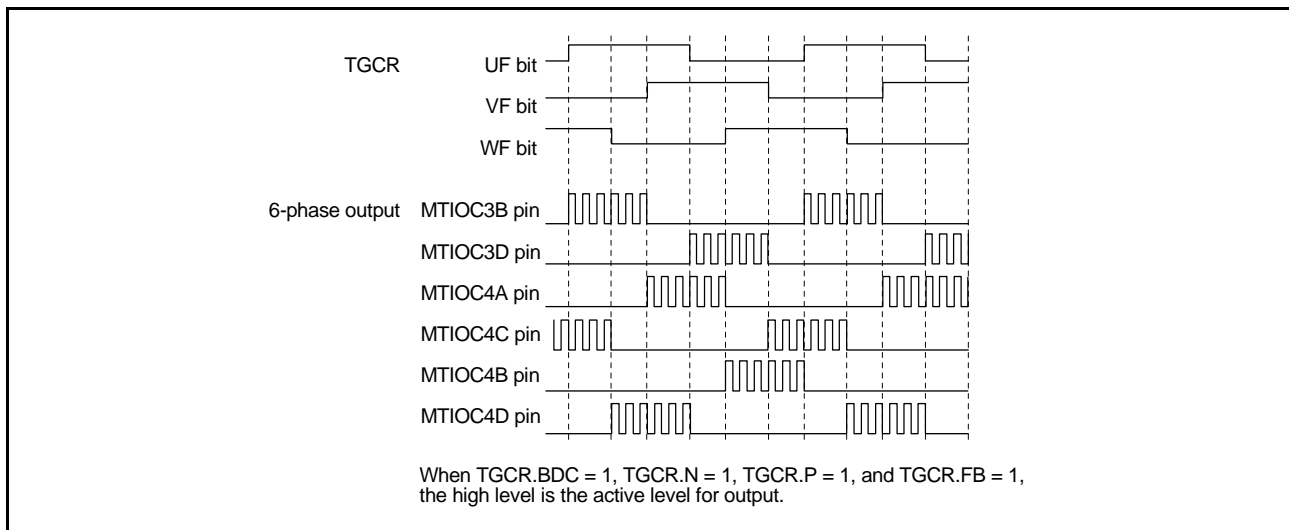 TGCR UF bit
VF bit
WF bit
6-phase output MTIOC3B pin
MTIOC3D pin
MTIOC4A pin
MTIOC4C pin
MTIOC4B pin
MTIOC4D pin
When TGCR.BDC = 1, TGCR.N = 1, TGCR.P = 1, and TGCR.FB = 1,
the high level is the active level for output.